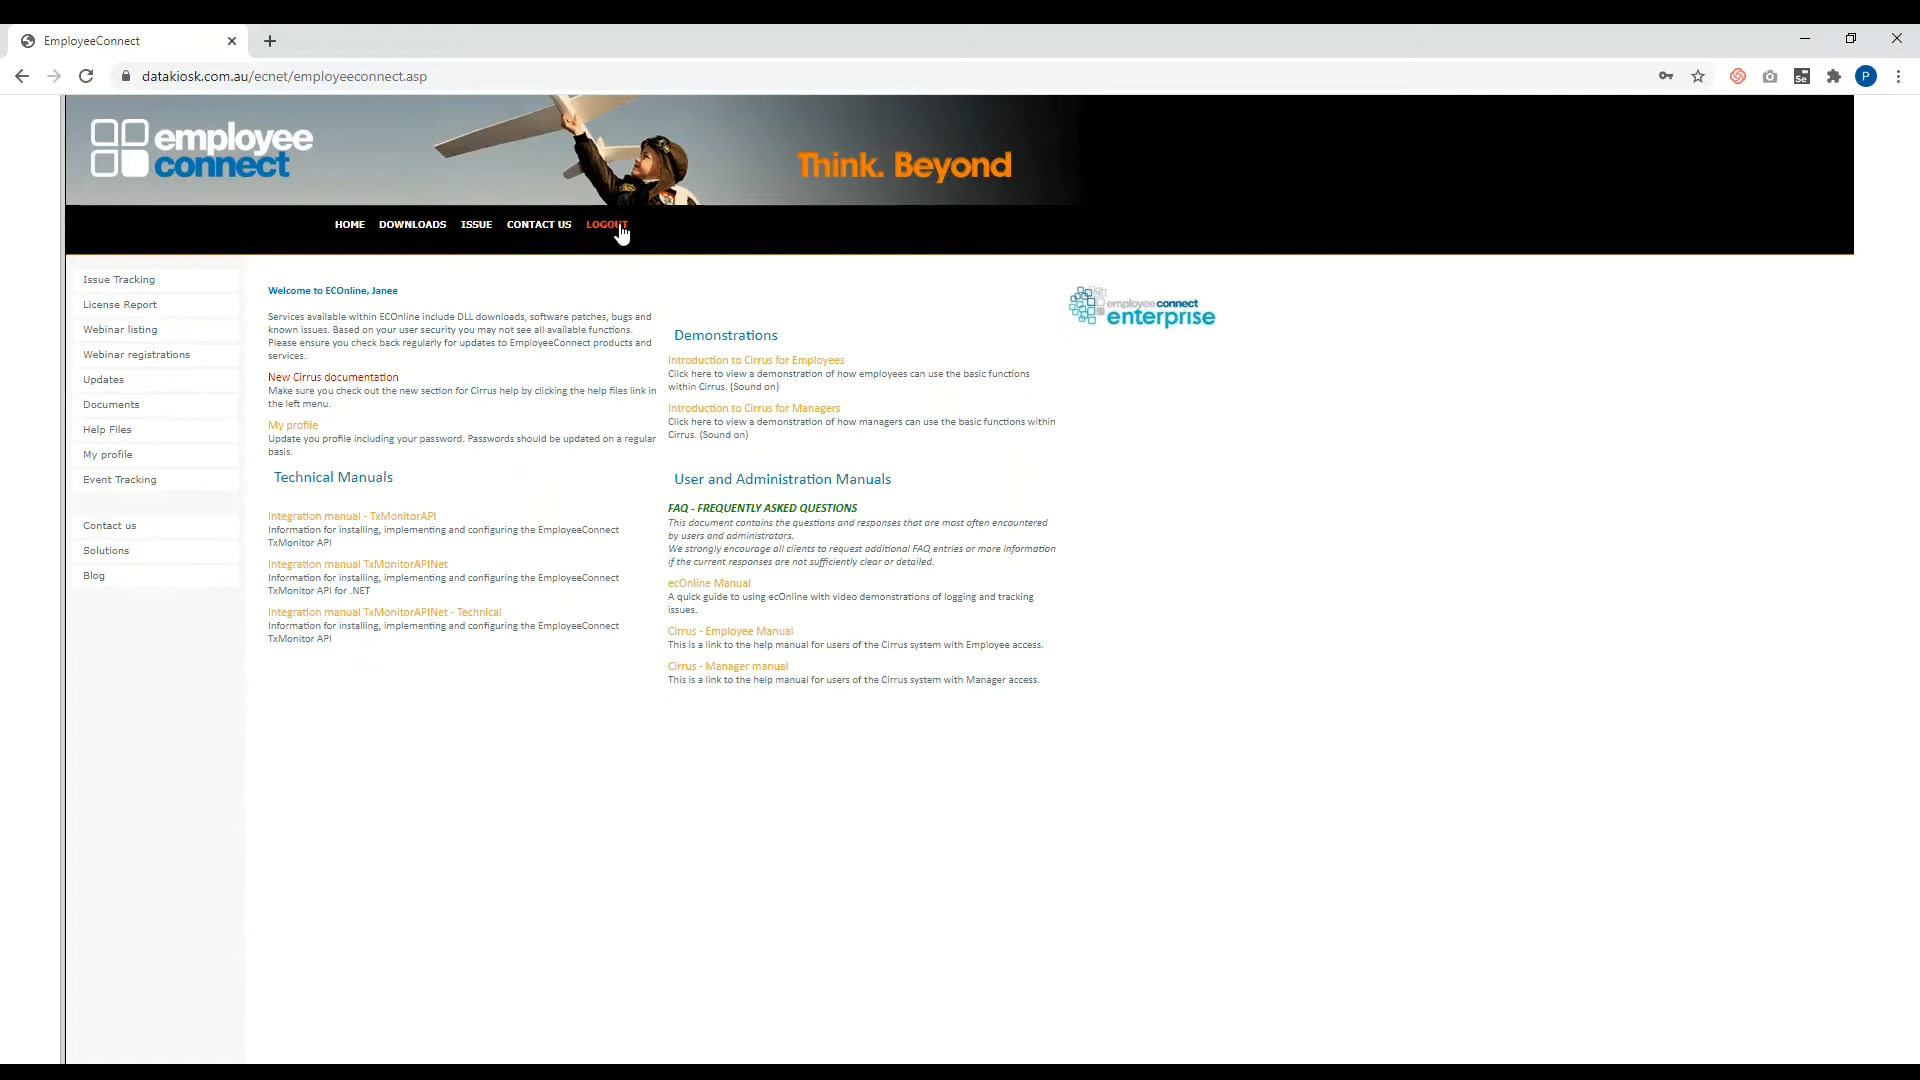 EmployeeConnect
datakiosk.com.au/ecnet/employeeconnect.asp
Se
P
employee
connect
Think. Beyond
HOME DOWNLOADS ISSUE CONTACT US LOGOUT
Issue Tracking
License Report
Webinar listing
Webinar registrations
Updates
Documents
Help Files
My profile
Event Tracking
Contact us
Solutions
Blog
Welcome to ECOnline, Janee
Services available within ECOnline include DLL downloads, software patches, bugs and
known issues. Based on your user security you may not see all available functions.
Please ensure you check back regularly for updates to EmployeeConnect products and
services.
New Cirrus documentation
Make sure you check out the new section for Cirrus help by clicking the help files link in
the left menu.
My profile
Update you profile including your password. Passwords should be updated on a regular
basis.
Technical Manuals
Integration manual - TxMonitorAPI
Information for installing, implementing and configuring the EmployeeConnect
TxMonitor API
Integration manual TxMonitorAPINet
Information for installing, implementing and configuring the EmployeeConnect
TxMonitor API for .NET
Integration manual TxMonitorAPINet - Technical
Information for installing, implementing and configuring the EmployeeConnect
TxMonitor API
Demonstrations
Introduction to Cirrus for Employees
Click here to view a demonstration of how employees can use the basic functions
within Cirrus. (Sound on)
Introduction to Cirrus for Managers
Click here to view a demonstration of how managers can use the basic functions within
Cirrus. (Sound on)
User and Administration Manuals
FAQ - FREQUENTLY ASKED QUESTIONS
This document contains the questions and responses that are most often encountered
by users and administrators.
We strongly encourage all clients to request additional FAQ entries or more information
if the current responses are not sufficiently clear or detailed.
ecOnline Manual
A quick guide to using ecOnline with video demonstrations of logging and tracking
issues.
Cirrus - Employee Manual
This is a link to the help manual for users of the Cirrus system with Employee access.
Cirrus - Manager manual
This is a link to the help manual for users of the Cirrus system with Manager access.
employeeconnect
enterprise